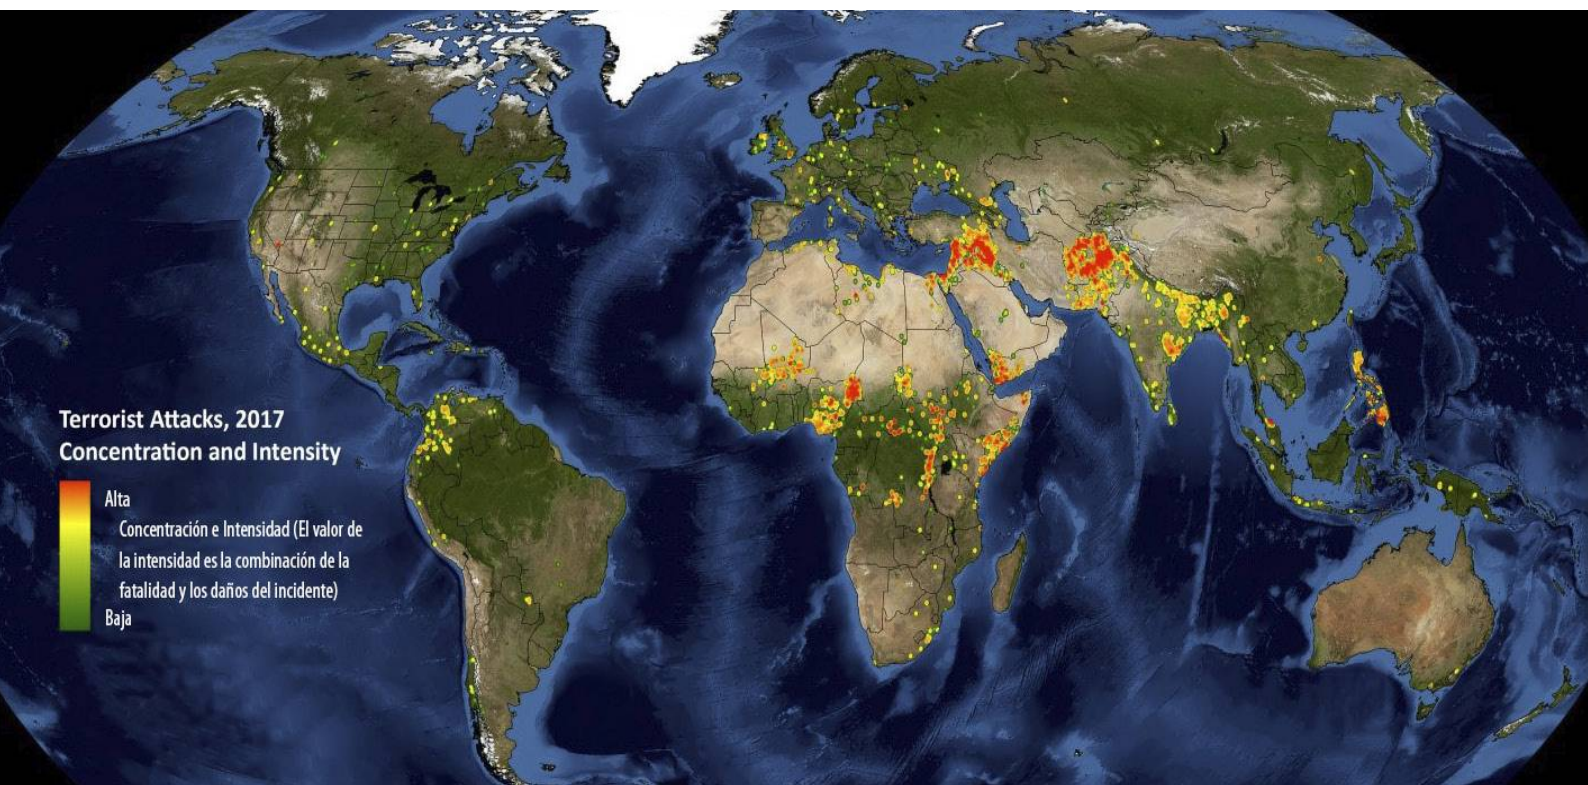 Terrorist Attacks, 2017
Concentration and Intensity
Alta
Concentración e Intensidad (El valor de
la intensidad es la combinación de la
fatalidad y los daños del incidente)
Baja